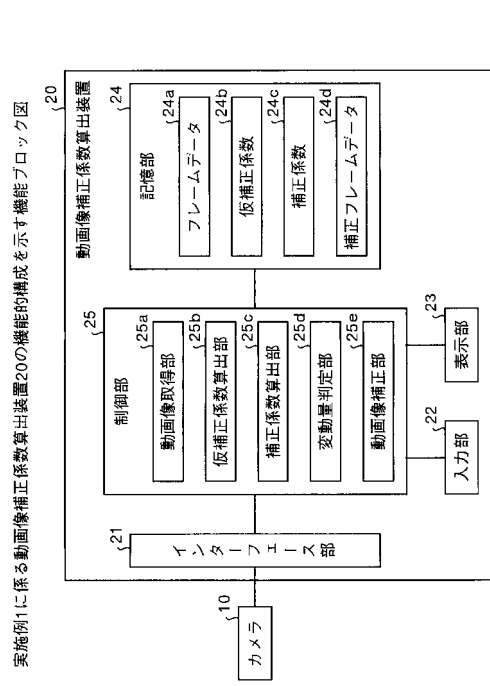 実施例1に係る動画像補正係数算出装置20の機能的構成を示す機能ブロック図
20
動画像補正係数算出装置
10
カメラ
21
インターフェース部
25
制御部
25a
動画像取得部
25b
仮補正係数算出部
25c
補正係数算出部
25d
変動量判定部
25e
動画像補正部
24
記憶部
24a
フレームデータ
24b
仮補正係数
24c
補正係数
24d
補正フレームデータ
22
入力部
23
表示部